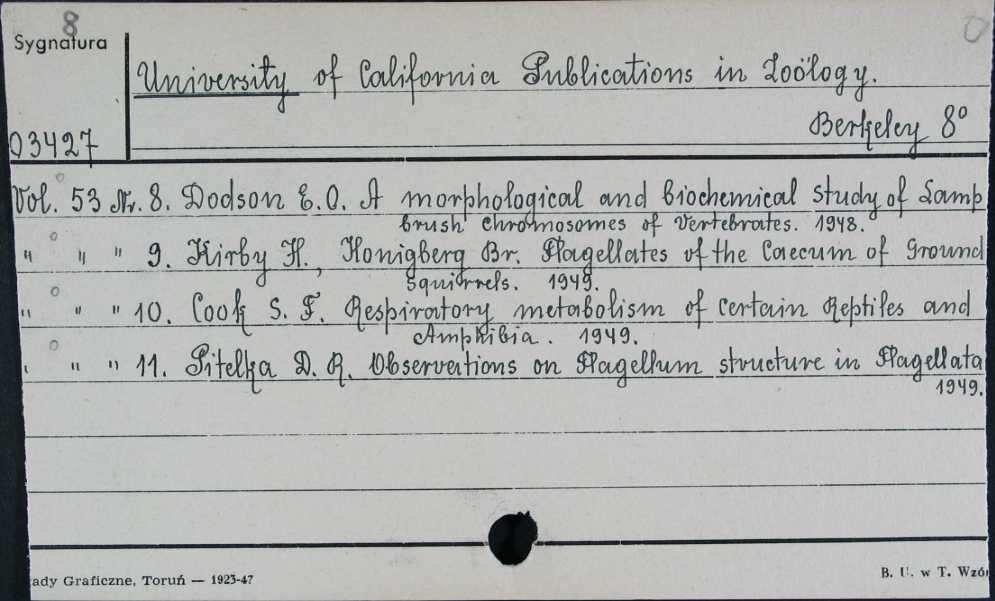 8
Sygnatura
University of California Publications in Zoölogy.
Berkeley 8°
03427
Vol. 53 Nr. 8. Dodson E.O. A morphological and biochemical study of Lamp
brush chromosomes of Vertebrates. 1948.
" " " 9. Kirby H., Honigberg Br. Flagellates of the Caecum of Ground
Squirrels. 1949.
" " " 10. Cook S. F. Respiratory metabolism of certain Reptiles and
Amphibia. 1949.
" " 11. Pitelka D. R. Observations on Flagellum structure in Flagellata
1949.
ady Graficzne, Toruń — 1923-47
B. U. w T. Wzó